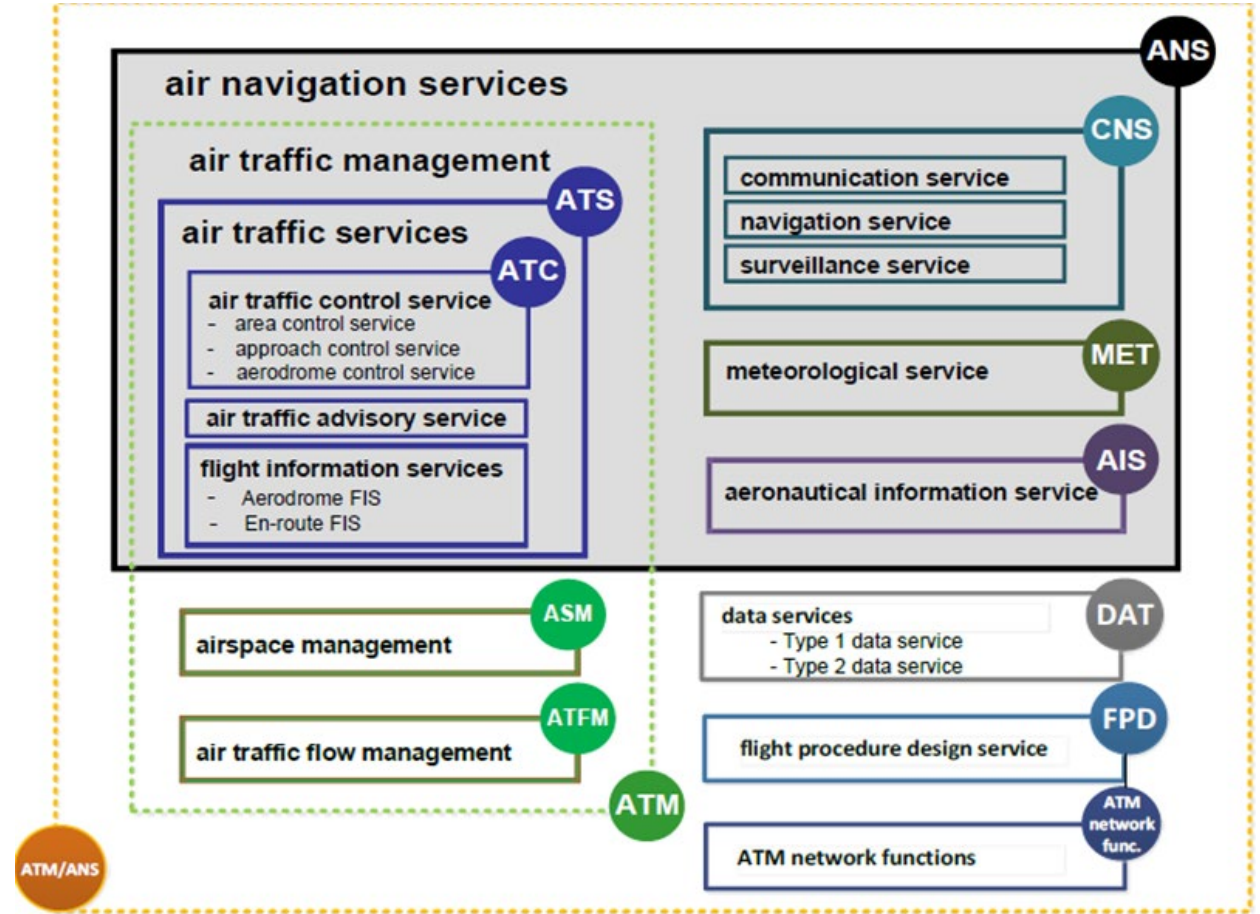 ANS
air navigation services
air traffic management
ATS
air traffic services
ATC
air traffic control service
- area control service
- approach control service
- aerodrome control service
air traffic advisory service
flight information services
- Aerodrome FIS
- En-route FIS
CNS
communication service
navigation service
surveillance service
MET
meteorological service
AIS
aeronautical information service
ASM
airspace management
ATFM
air traffic flow management
ATM
DAT
data services
- Type 1 data service
- Type 2 data service
FPD
flight procedure design service
ATM
network
func.
ATM network functions
ATM/ANS